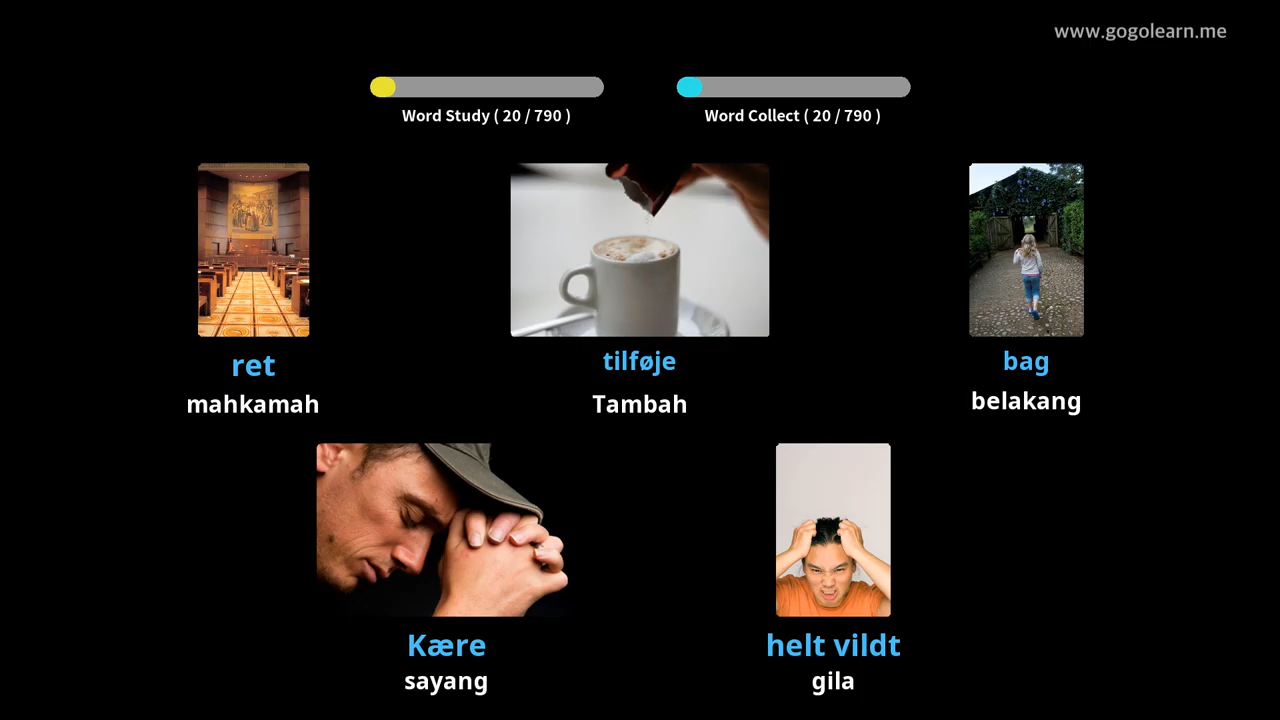 www.gogolearn.me
Word Study ( 20 / 790 )
Word Collect ( 20 / 790 )
ret
mahkamah
tilføje
Tambah
bag
belakang
Kære
sayang
helt vildt
gila